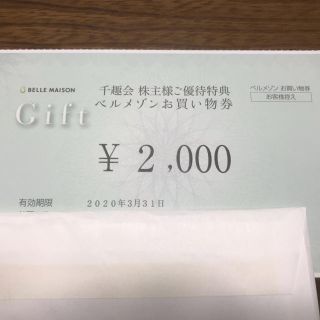 BELLE MAISON
Gift
千趣会 株主様ご優待特典
ベルメゾンお買い物券
ベルメゾン お買い物券
お客様控え
¥ 2,000
有効期限 2020年3月31日